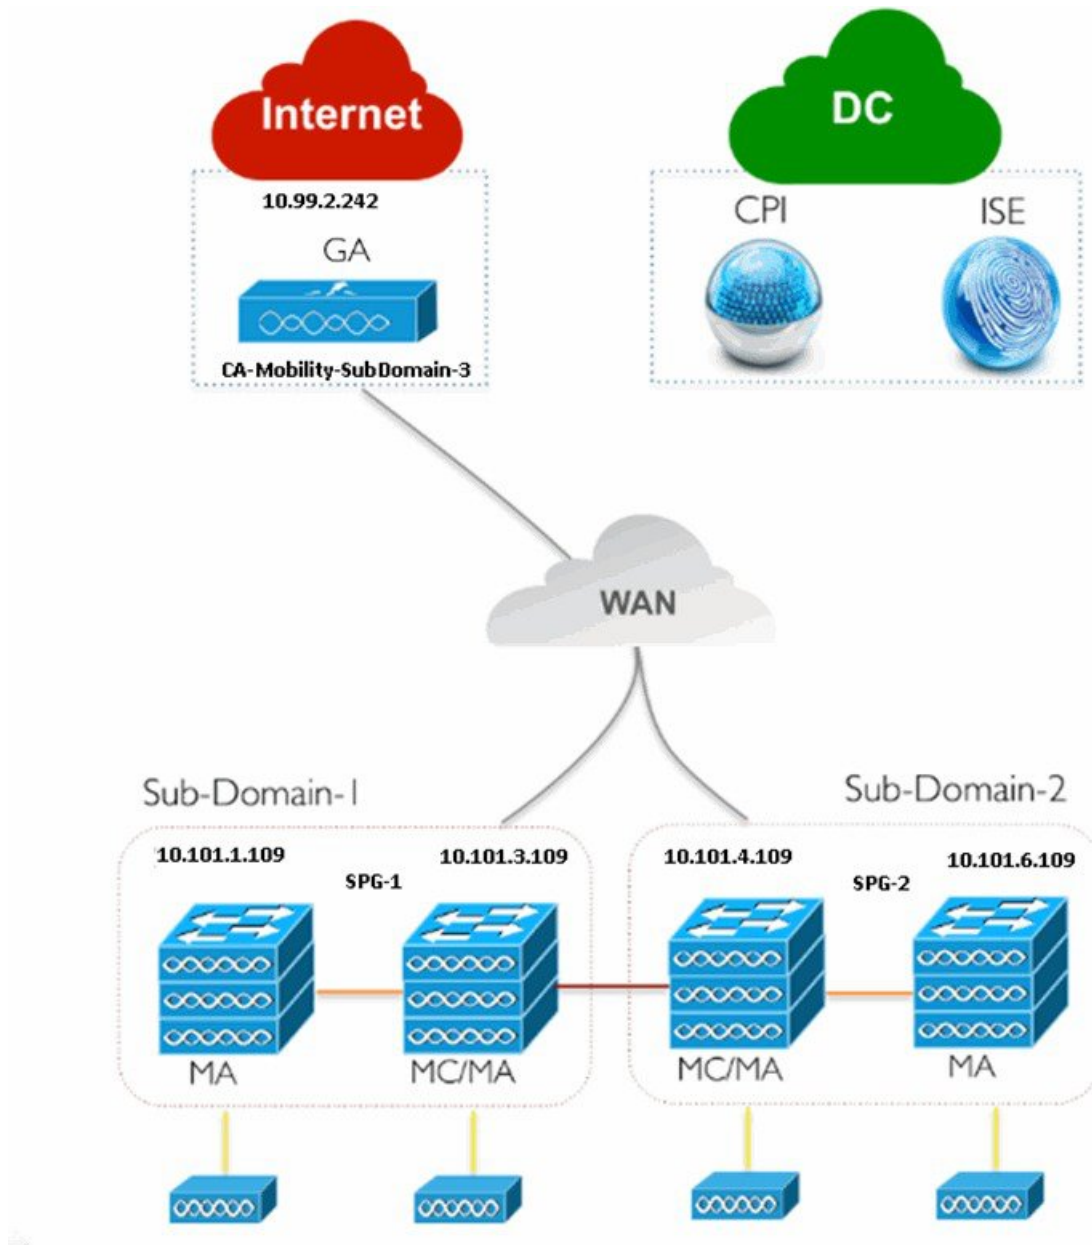 Internet
DC
10.99.2.242
GA
CA-Mobility-SubDomain-3
CPI
ISE
WAN
Sub-Domain-1
Sub-Domain-2
10.101.1.109
10.101.3.109
SPG-1
10.101.4.109
10.101.6.109
SPG-2
MA
MC/MA
MC/MA
MA